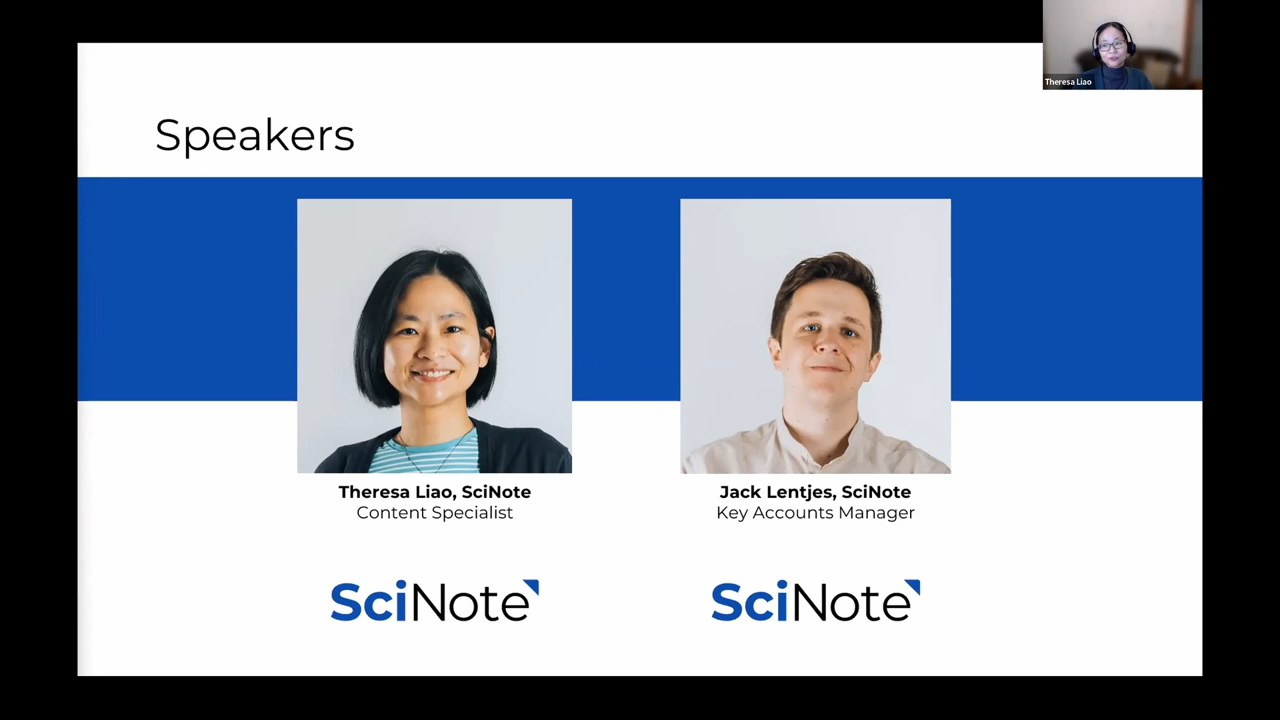 Theresa Liao
Speakers
Theresa Liao, SciNote
Content Specialist
Jack Lentjes, SciNote
Key Accounts Manager
SciNote
SciNote